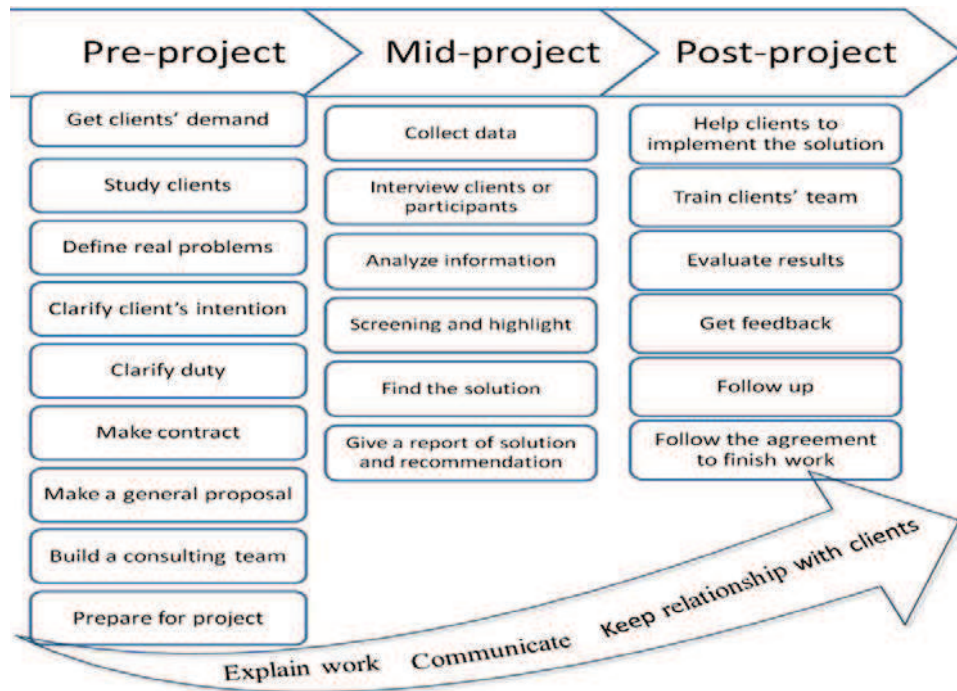 Pre-project
Mid-project
Post-project
Get clients' demand
Study clients
Define real problems
Clarify client's intention
Clarify duty
Make contract
Make a general proposal
Build a consulting team
Prepare for project
Collect data
Interview clients or
participants
Analyze information
Screening and highlight
Find the solution
Give a report of solution
and recommendation
Help clients to
implement the solution
Train clients' team
Evaluate results
Get feedback
Follow up
Follow the agreement
to finish work
Explain work Communicate Keep relationship with clients